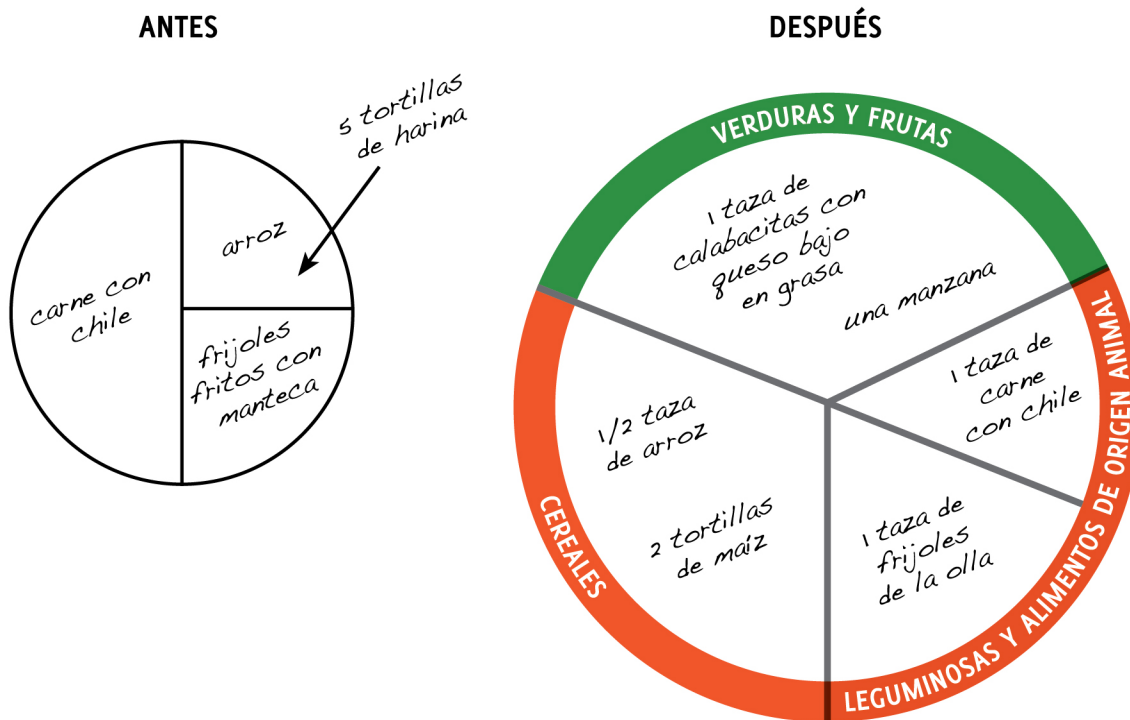 ANTES
5 tortillas
de harina
arroz
carne con
chile
frijoles
fritos con
manteca
DESPUÉS
VERDURAS Y FRUTAS
1 taza de
calabacitas con
queso bajo
en grasa
una manzana
1 taza de
carne
con chile
1/2 taza
de arroz
2 tortillas
de maíz
1 taza de
frijoles
de la olla
CEREALES
LEGUMINOSAS Y ALIMENTOS DE ORIGEN ANIMAL